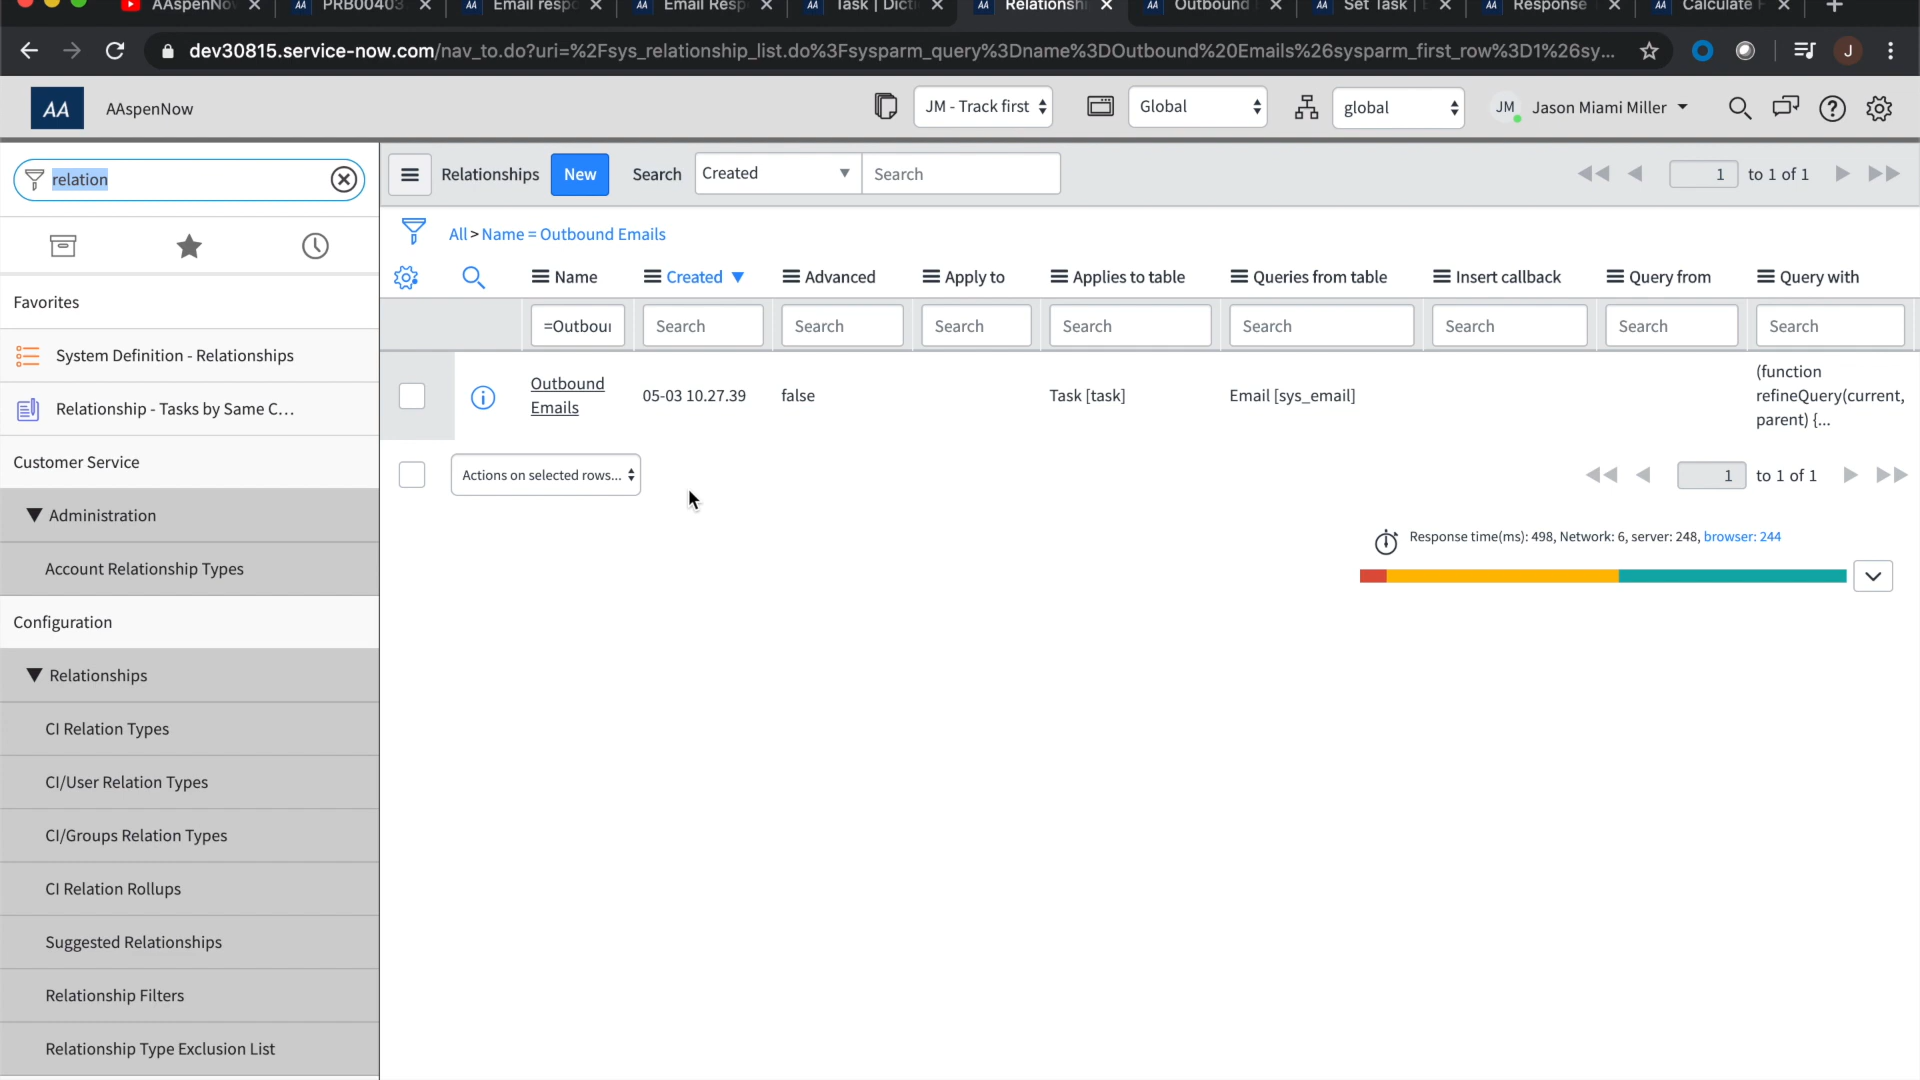 AAspenNow
PRB00403
Email respo
Email Resp
Task | Dicti
Relationshi
Outbound
Set Task |
Response
Calculate
dev30815.service-now.com/nav_to.do?uri=%2Fsys_relationship_list.do%3Fsysparm_query%3Dname%3DOutbound%20Emails%26sysparm_first_row%3D1%26sy...
J
AA
AAspenNow
JM - Track first
Global
global
JM
Jason Miami Miller
relation
Relationships
New
Search
Created
Search
1 to 1 of 1
All > Name = Outbound Emails
Name
Created
Advanced
Apply to
Applies to table
Queries from table
Insert callback
Query from
Query with
=Outbou
Search
Search
Search
Search
Search
Search
Search
Search
Outbound
Emails
05-03 10.27.39
false
Task [task]
Email [sys_email]
(function
refineQuery(current,
parent) {...
Actions on selected rows...
1 to 1 of 1
Response time(ms): 498, Network: 6, server: 248, browser: 244
Favorites
System Definition - Relationships
Relationship - Tasks by Same C...
Customer Service
Administration
Account Relationship Types
Configuration
Relationships
CI Relation Types
CI/User Relation Types
CI/Groups Relation Types
CI Relation Rollups
Suggested Relationships
Relationship Filters
Relationship Type Exclusion List